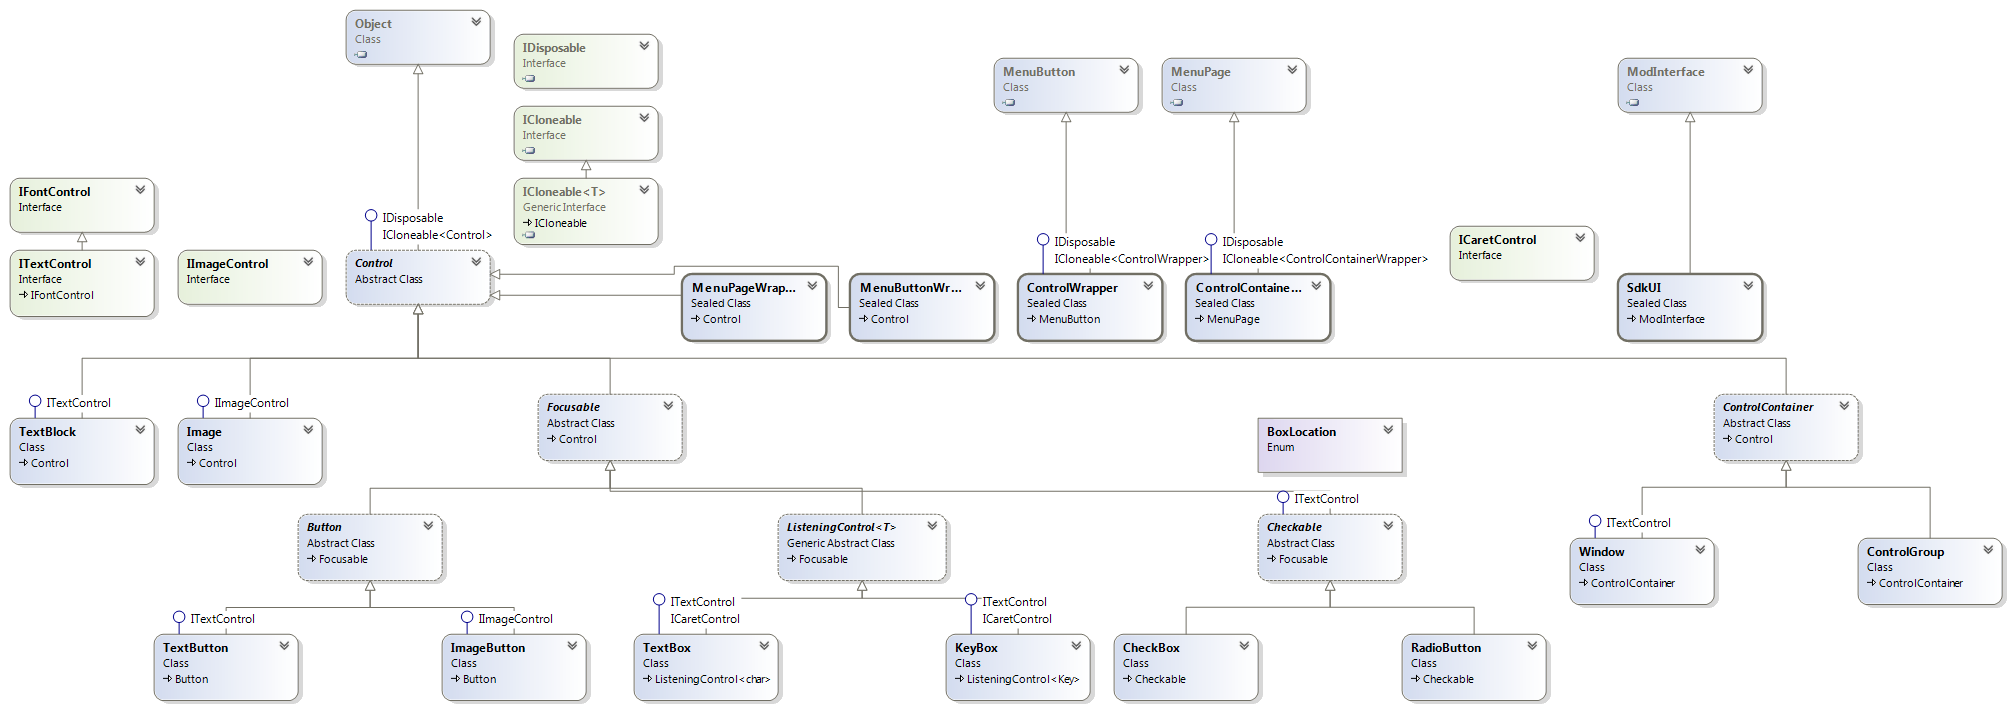 Object
Class
IDisposable
Interface
ICloneable
Interface
ICloneable<T>
Generic Interface
ICloneable
MenuButton
Class
MenuPage
Class
ModInterface
Class
IFontControl
Interface
ITextControl
Interface
IFontControl
IImageControl
Interface
IDisposable
ICloneable<Control>
Control
Abstract Class
MenuPageWrap...
Sealed Class
Control
MenuButtonWr...
Sealed Class
Control
IDisposable
ICloneable<ControlWrapper>
ControlWrapper
Sealed Class
MenuButton
IDisposable
ICloneable<ControlContainerWrapper>
ControlContaine...
Sealed Class
MenuPage
ICaretControl
Interface
SdkUI
Sealed Class
ModInterface
ITextControl
TextBlock
Class
Control
IImageControl
Image
Class
Control
Focusable
Abstract Class
Control
BoxLocation
Enum
ControlContainer
Abstract Class
Control
Button
Abstract Class
Focusable
ListeningControl<T>
Generic Abstract Class
Focusable
ITextControl
Checkable
Abstract Class
Focusable
ITextControl
Window
Class
ControlContainer
ControlGroup
Class
ControlContainer
ITextControl
TextButton
Class
Button
IImageControl
ImageButton
Class
Button
ITextControl
ICaretControl
TextBox
Class
ListeningControl<char>
ITextControl
ICaretControl
KeyBox
Class
ListeningControl<Key>
CheckBox
Class
Checkable
RadioButton
Class
Checkable